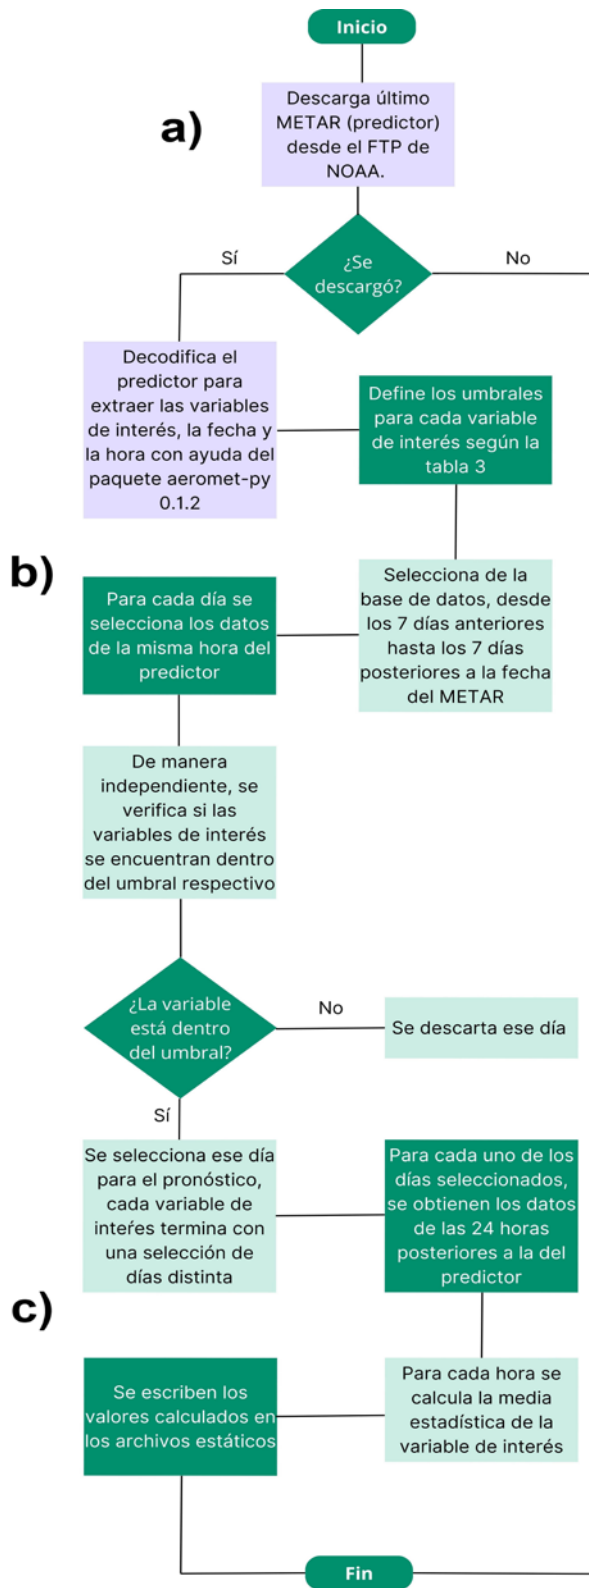 Inicio
a)
Descarga último
METAR (predictor)
desde el FTP de
NOAA.
Sí
¿Se
descargó?
No
Decodifica el
predictor para
extraer las variables
de interés, la fecha y
la hora con ayuda del
paquete aeromet-py
0.1.2
Define los umbrales
para cada variable
de interés según la
tabla 3
b)
Selecciona de la
base de datos, desde
los 7 días anteriores
hasta los 7 días
posteriores a la fecha
del METAR
Para cada día se
selecciona los datos
de la misma hora del
predictor
De manera
independiente, se
verifica si las
variables de interés
se encuentran dentro
del umbral respectivo
¿La variable
está dentro
del umbral?
No
Se descarta ese día
Sí
Se selecciona ese día
para el pronóstico,
cada variable de
inteŕes termina con
una selección de
días distinta
Para cada uno de los
días seleccionados,
se obtienen los datos
de las 24 horas
posteriores a la del
predictor
c)
Para cada hora se
calcula la media
estadística de la
variable de interés
Se escriben los
valores calculados en
los archivos estáticos
Fin